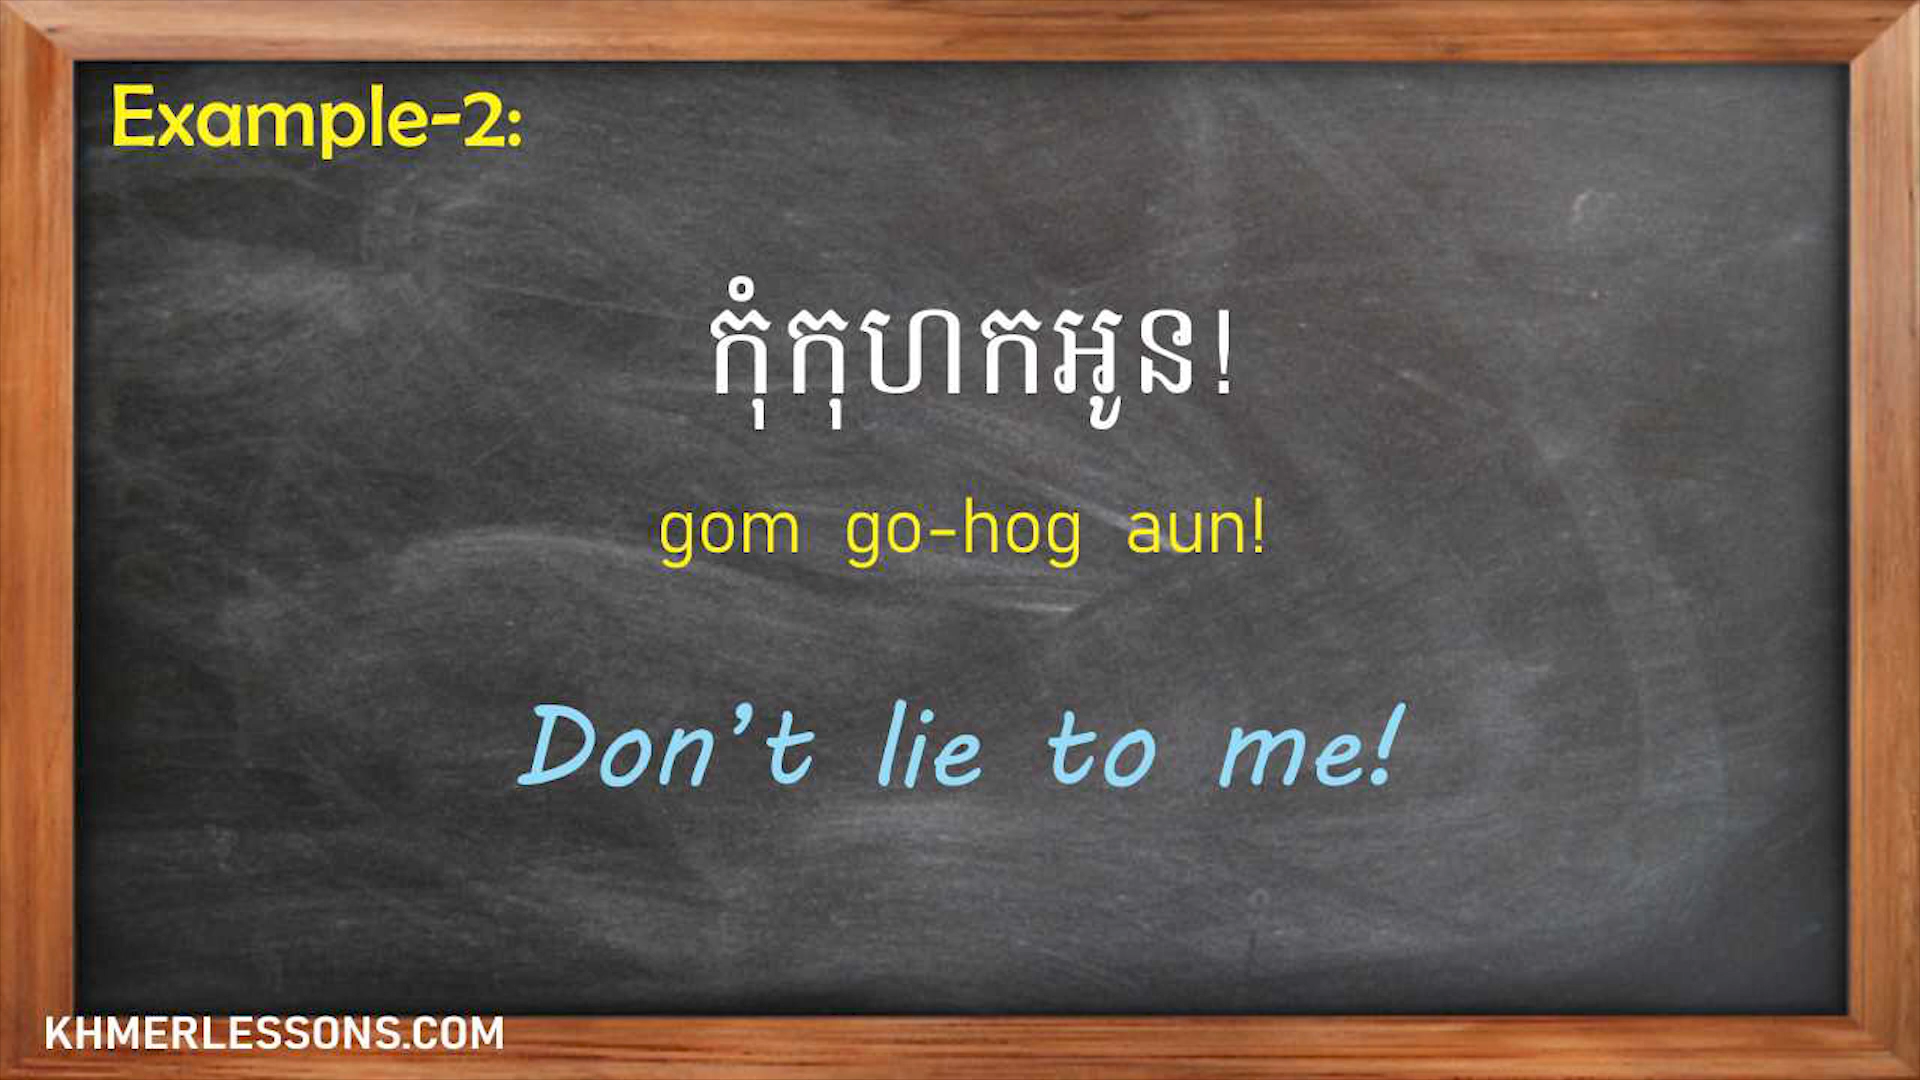 Example-2:
កុំកុហកអូន!
gom go-hog aun!
Don't lie to me!
KHMERLESSONS.COM